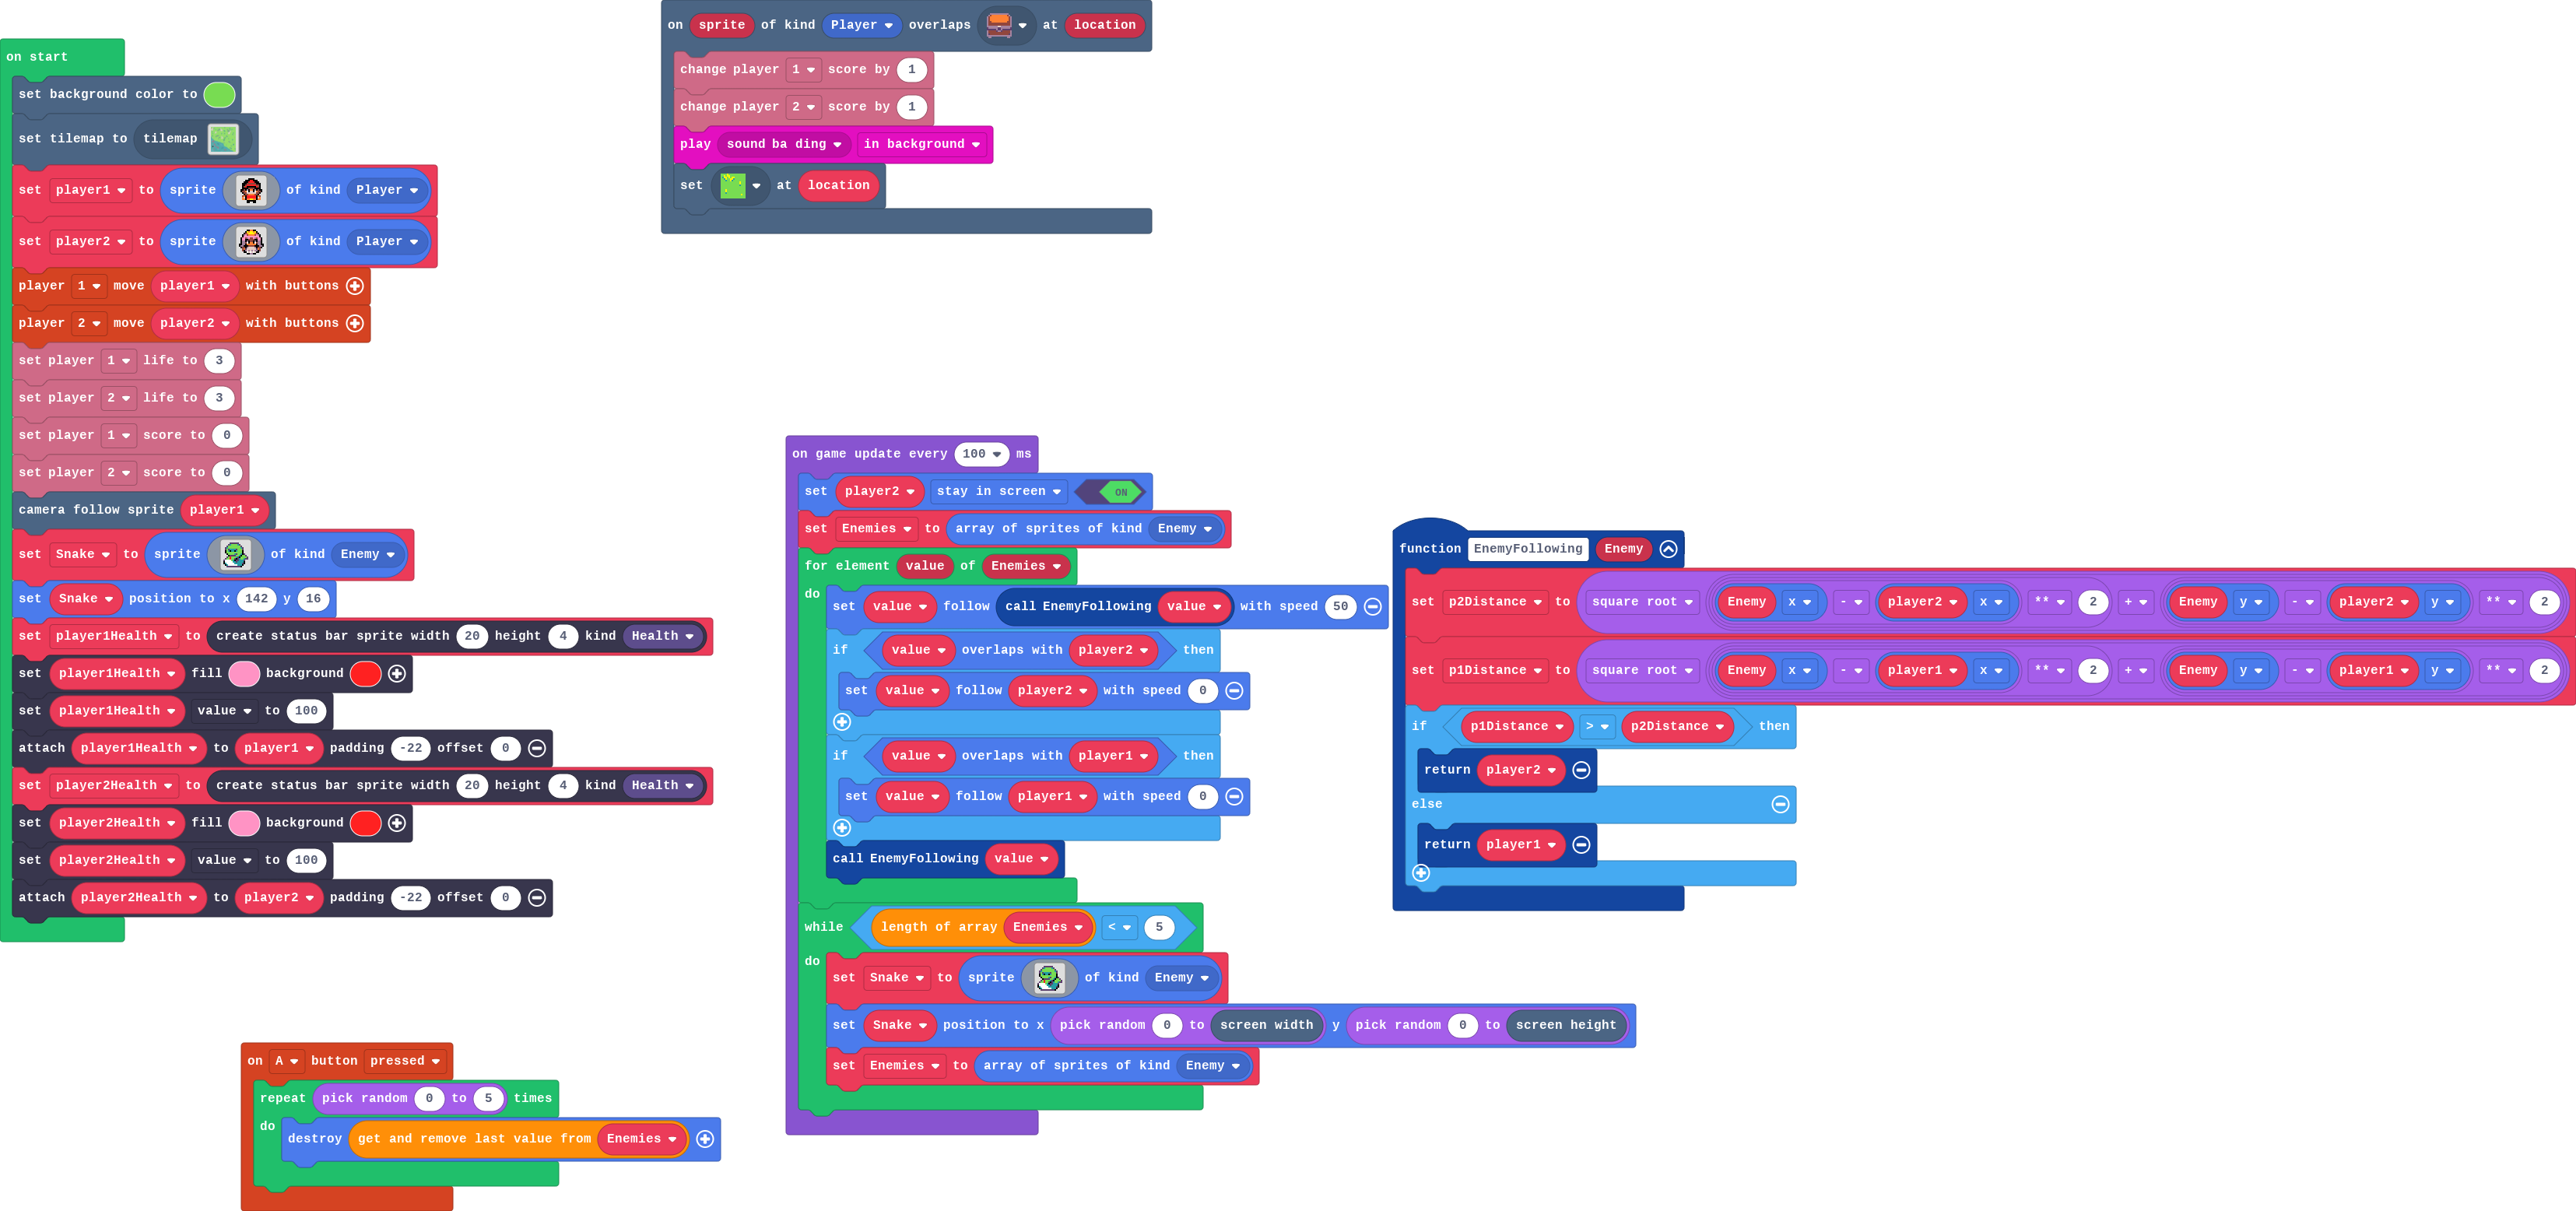 on start
set background color to
set tilemap to tilemap
set player1 to sprite of kind Player
set player2 to sprite of kind Player
player 1 move player1 with buttons
player 2 move player2 with buttons
set player 1 life to 3
set player 2 life to 3
set player 1 score to 0
set player 2 score to 0
camera follow sprite player1
set Snake to sprite of kind Enemy
set Snake position to x 142 y 16
set player1Health to create status bar sprite width 20 height 4 kind Health
set player1Health fill background
set player1Health value to 100
attach player1Health to player1 padding -22 offset 0
set player2Health to create status bar sprite width 20 height 4 kind Health
set player2Health fill background
set player2Health value to 100
attach player2Health to player2 padding -22 offset 0
on A button pressed
repeat pick random 0 to 5 times
do
destroy get and remove last value from Enemies
on sprite of kind Player overlaps at location
change player 1 score by 1
change player 2 score by 1
play sound ba ding in background
set at location
on game update every 100 ms
set player2 stay in screen ON
set Enemies to array of sprites of kind Enemy
for element value of Enemies
do
set value follow call EnemyFollowing value with speed 50
if value overlaps with player2 then
set value follow player2 with speed 0
if value overlaps with player1 then
set value follow player1 with speed 0
call EnemyFollowing value
while length of array Enemies < 5
do
set Snake to sprite of kind Enemy
set Snake position to x pick random 0 to screen width y pick random 0 to screen height
set Enemies to array of sprites of kind Enemy
function EnemyFollowing Enemy
set p2Distance to square root Enemy x - player2 x ** 2 + Enemy y - player2 y ** 2
set p1Distance to square root Enemy x - player1 x ** 2 + Enemy y - player1 y ** 2
if p1Distance > p2Distance then
return player2
else
return player1